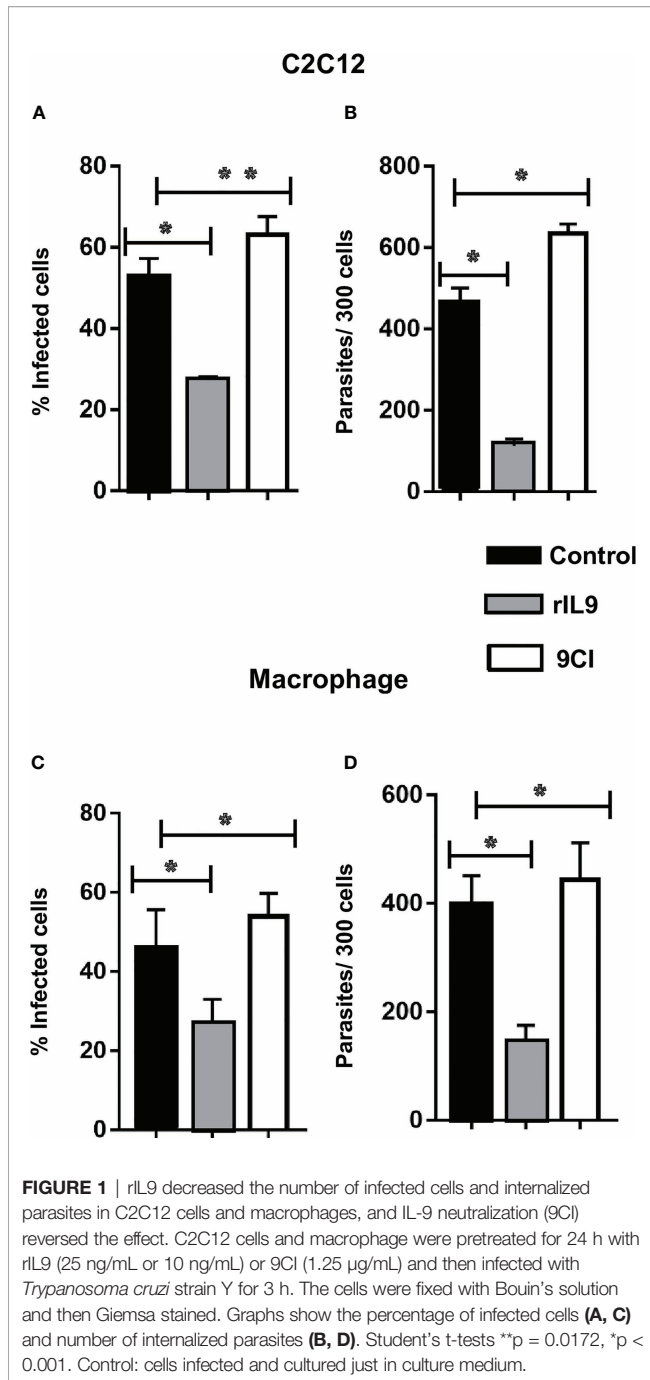 C2C12
A
B
% Infected cells
80
60
40
20
0
* *
*
Parasites/ 300 cells
800
600
400
200
0
*
*
Control
rIL9
9CI
Macrophage
C
D
% Infected cells
80
60
40
20
0
*
*
Parasites/ 300 cells
600
400
200
0
*
*
FIGURE 1 | rIL9 decreased the number of infected cells and internalized
parasites in C2C12 cells and macrophages, and IL-9 neutralization (9CI)
reversed the effect. C2C12 cells and macrophage were pretreated for 24 h with
rIL9 (25 ng/mL or 10 ng/mL) or 9CI (1.25 μg/mL) and then infected with
Trypanosoma cruzi strain Y for 3 h. The cells were fixed with Bouin's solution
and then Giemsa stained. Graphs show the percentage of infected cells (A, C)
and number of internalized parasites (B, D). Student's t-tests **p = 0.0172, *p <
0.001. Control: cells infected and cultured just in culture medium.